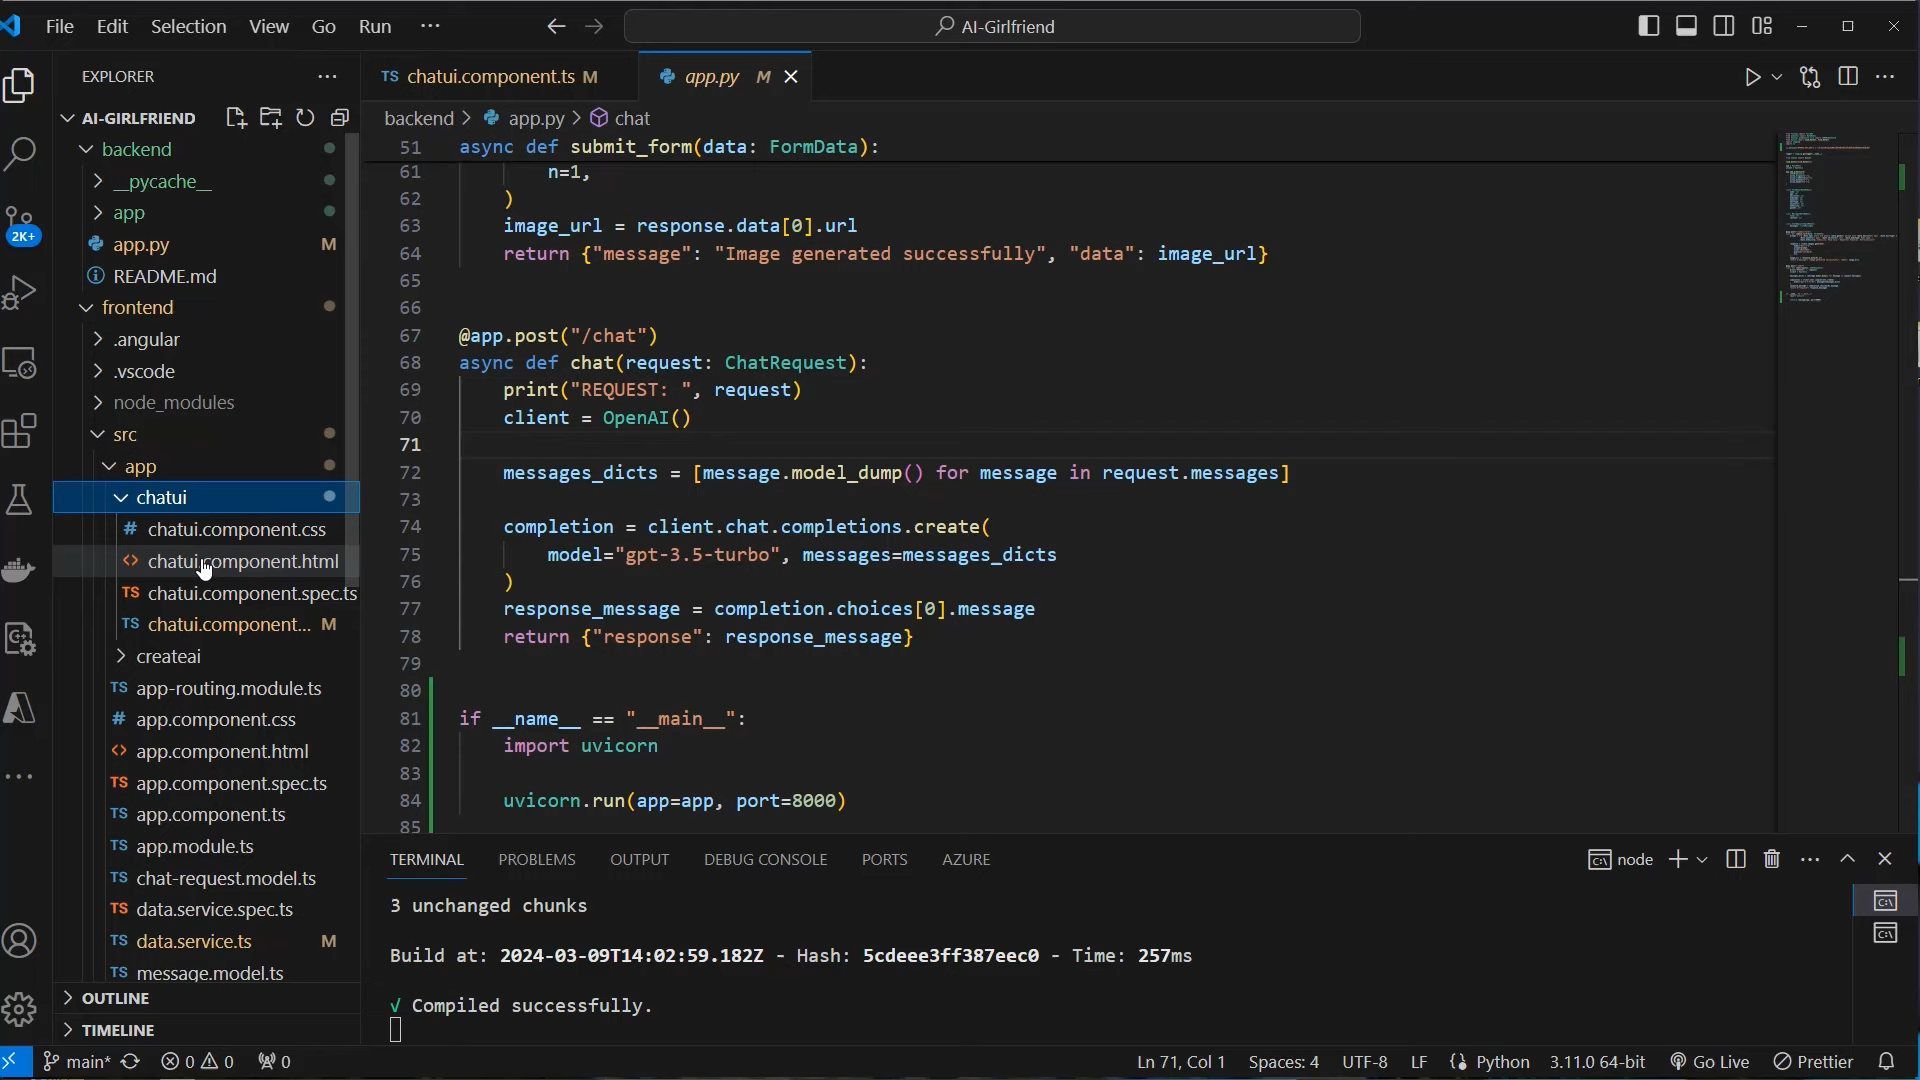 File Edit Selection View Go Run ··· AI-Girlfriend
EXPLORER ···
AI-GIRLFRIEND
backend
__pycache__
app
app.py M
README.md
frontend
.angular
.vscode
node_modules
src
app
chatui
chatui.component.css
chatui.component.html
TS chatui.component.spec.ts
TS chatui.component... M
createai
TS app-routing.module.ts
# app.component.css
<> app.component.html
TS app.component.spec.ts
TS app.component.ts
TS app.module.ts
TS chat-request.model.ts
TS data.service.spec.ts
TS data.service.ts M
TS message.model.ts
OUTLINE
TIMELINE
2K+
TS chatui.component.ts M app.py M
backend > app.py > chat
51 async def submit_form(data: FormData):
61 n=1,
62 )
63 image_url = response.data[0].url
64 return {"message": "Image generated successfully", "data": image_url}
65
66
67 @app.post("/chat")
68 async def chat(request: ChatRequest):
69 print("REQUEST: ", request)
70 client = OpenAI()
71
72 messages_dicts = [message.model_dump() for message in request.messages]
73
74 completion = client.chat.completions.create(
75 model="gpt-3.5-turbo", messages=messages_dicts
76 )
77 response_message = completion.choices[0].message
78 return {"response": response_message}
79
80
81 if __name__ == "__main__":
82 import uvicorn
83
84 uvicorn.run(app=app, port=8000)
85
TERMINAL PROBLEMS OUTPUT DEBUG CONSOLE PORTS AZURE node
3 unchanged chunks
Build at: 2024-03-09T14:02:59.182Z - Hash: 5cdeee3ff387eec0 - Time: 257ms
√ Compiled successfully.
main* 0 0 0 Ln 71, Col 1 Spaces: 4 UTF-8 LF Python 3.11.0 64-bit Go Live Prettier